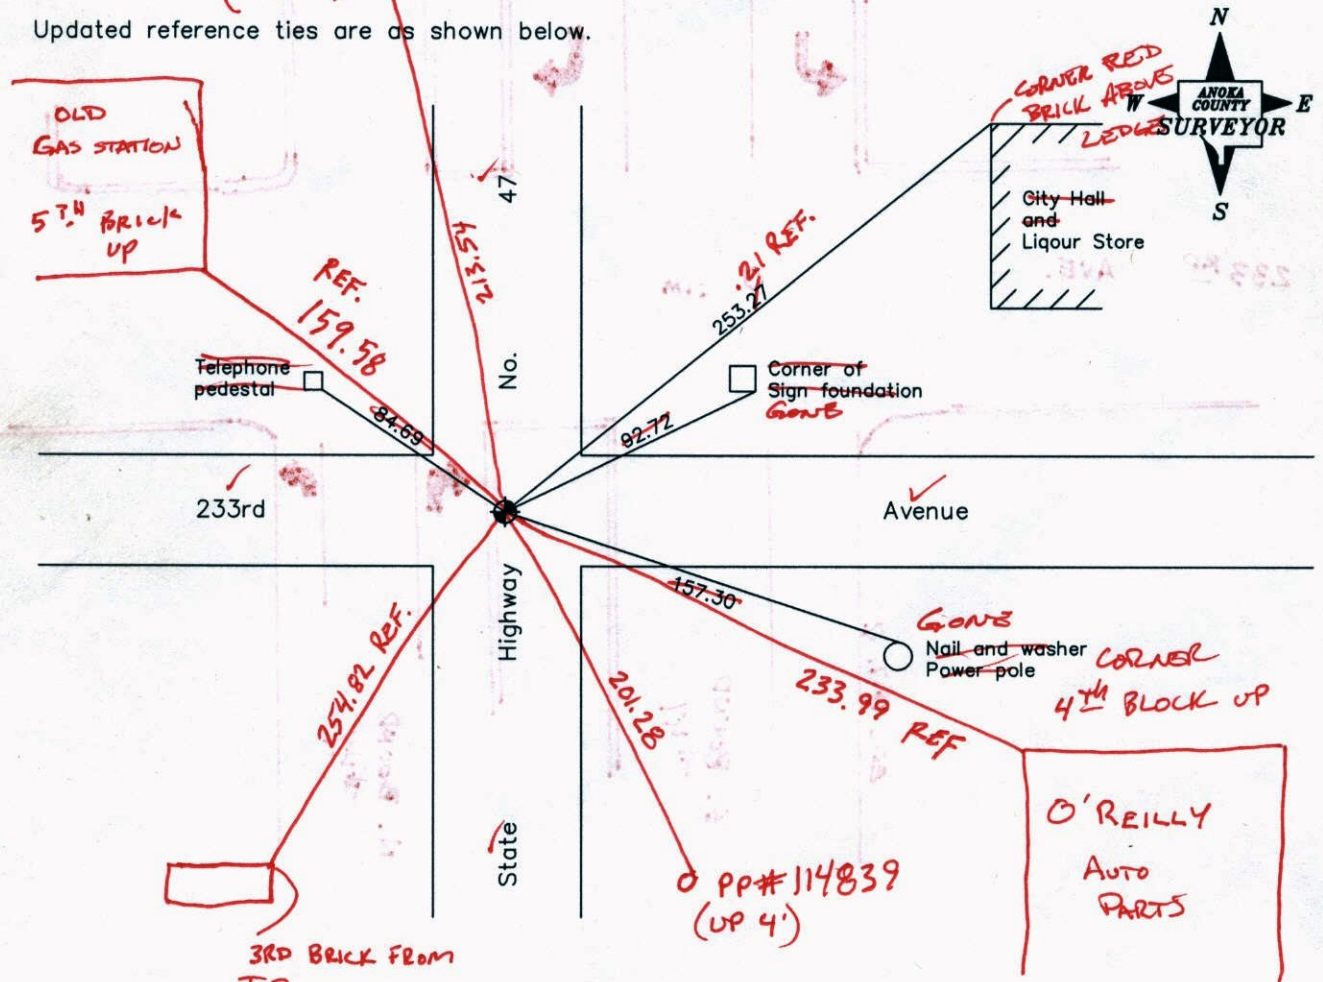 Updated reference ties are as shown below.
N
W
ANOKA
COUNTY
E
SURVEYOR
S
CORNER RED
BRICK ABOVE
LEDGE
OLD
GAS STATION
5TH BRICK
UP
47
213.54
City Hall
and
Liqour Store
.21 REF.
253.27
REF.
159.58
233 RD AVE.
No.
Telephone
pedestal
Corner of
Sign foundation
GONE
84.69
92.72
233rd
Avenue
Highway
157.30
GONE
Nail and washer
Power pole
CORNER
4TH BLOCK UP
254.82 REF.
201.28
233.99 REF
State
O'REILLY
AUTO
PARTS
PP#114839
(UP 4')
3RD BRICK FROM